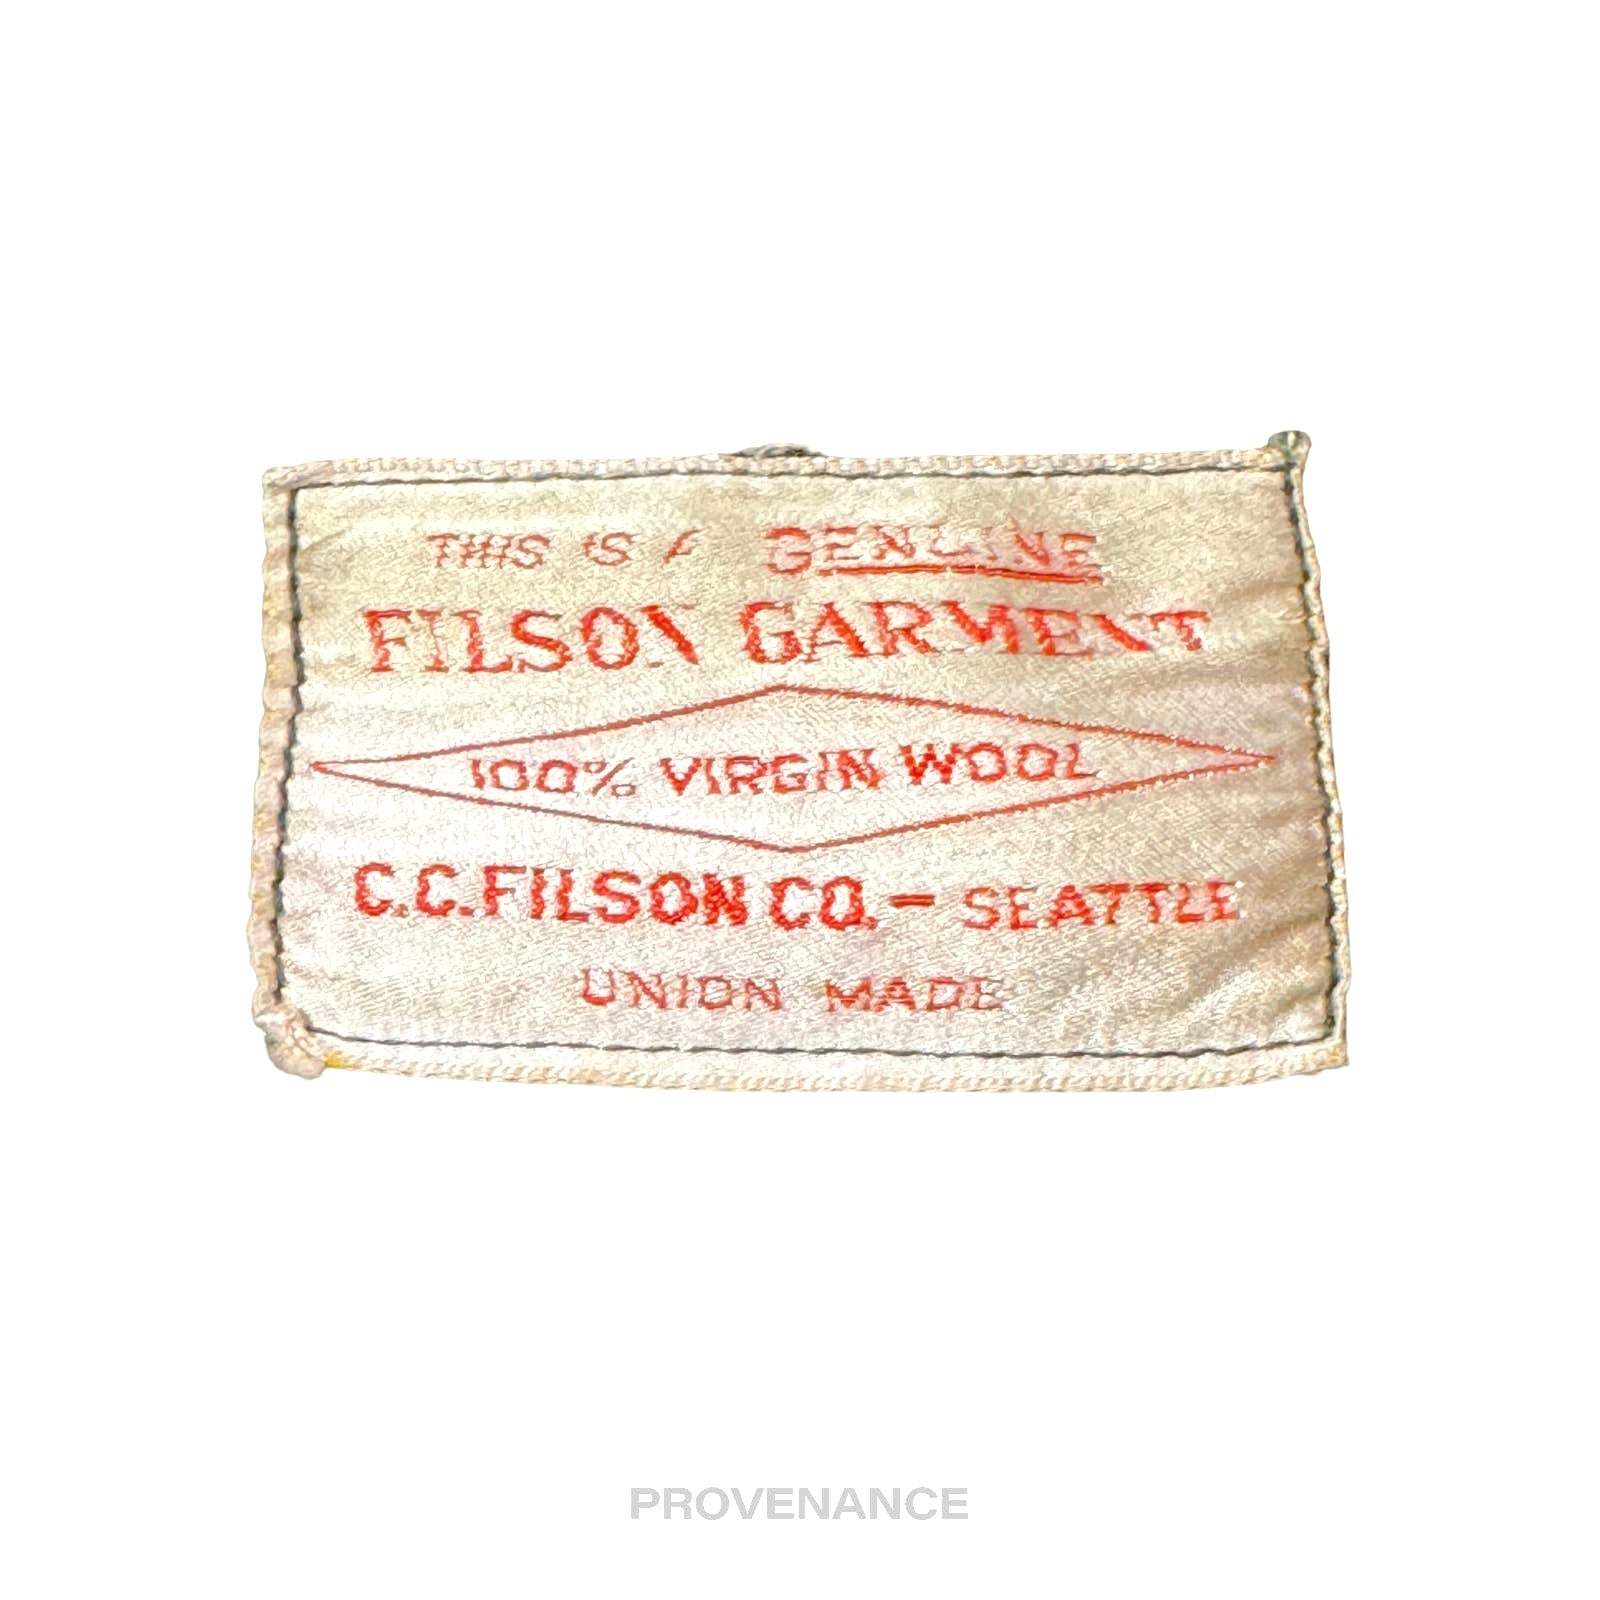 THIS IS A GENUINE
FILSON GARMENT
100% VIRGIN WOOL
C.C. FILSON CO. - SEATTLE
UNION MADE
PROVENANCE